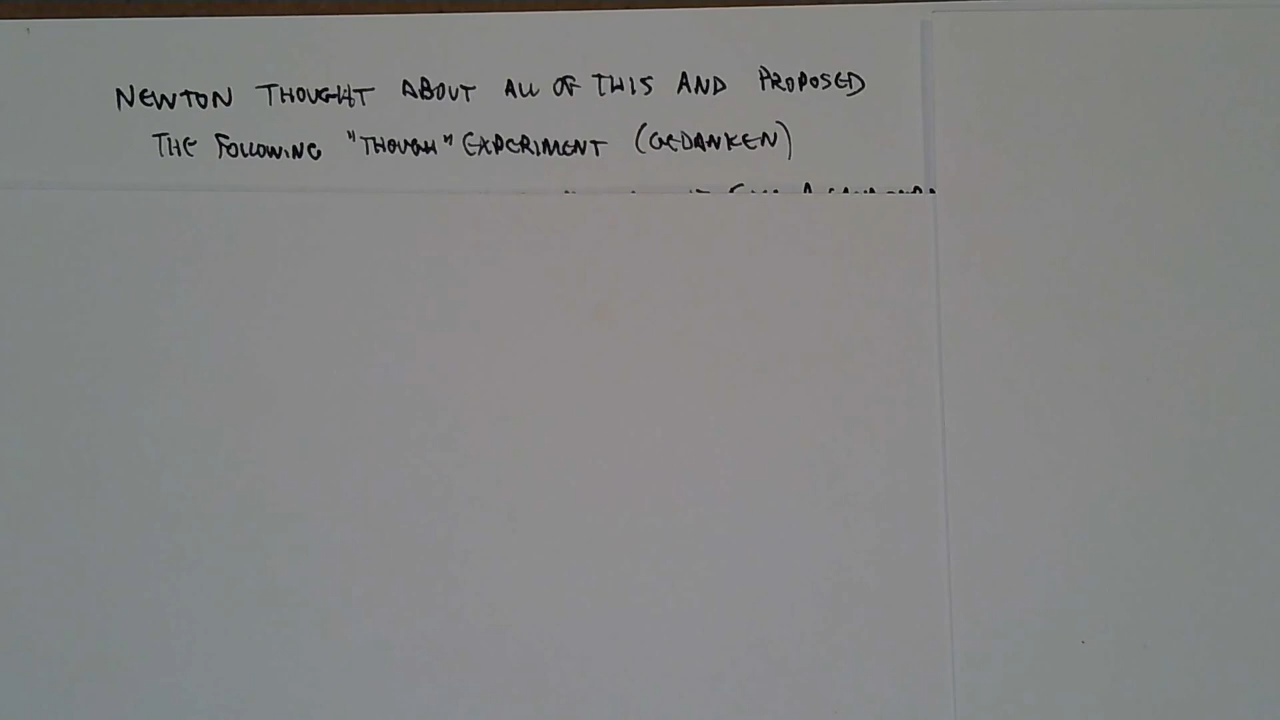 NEWTON THOUGHT ABOUT ALL OF THIS AND PROPOSED
THE FOLLOWING "THOUGH" EXPERIMENT (GEDANKEN)